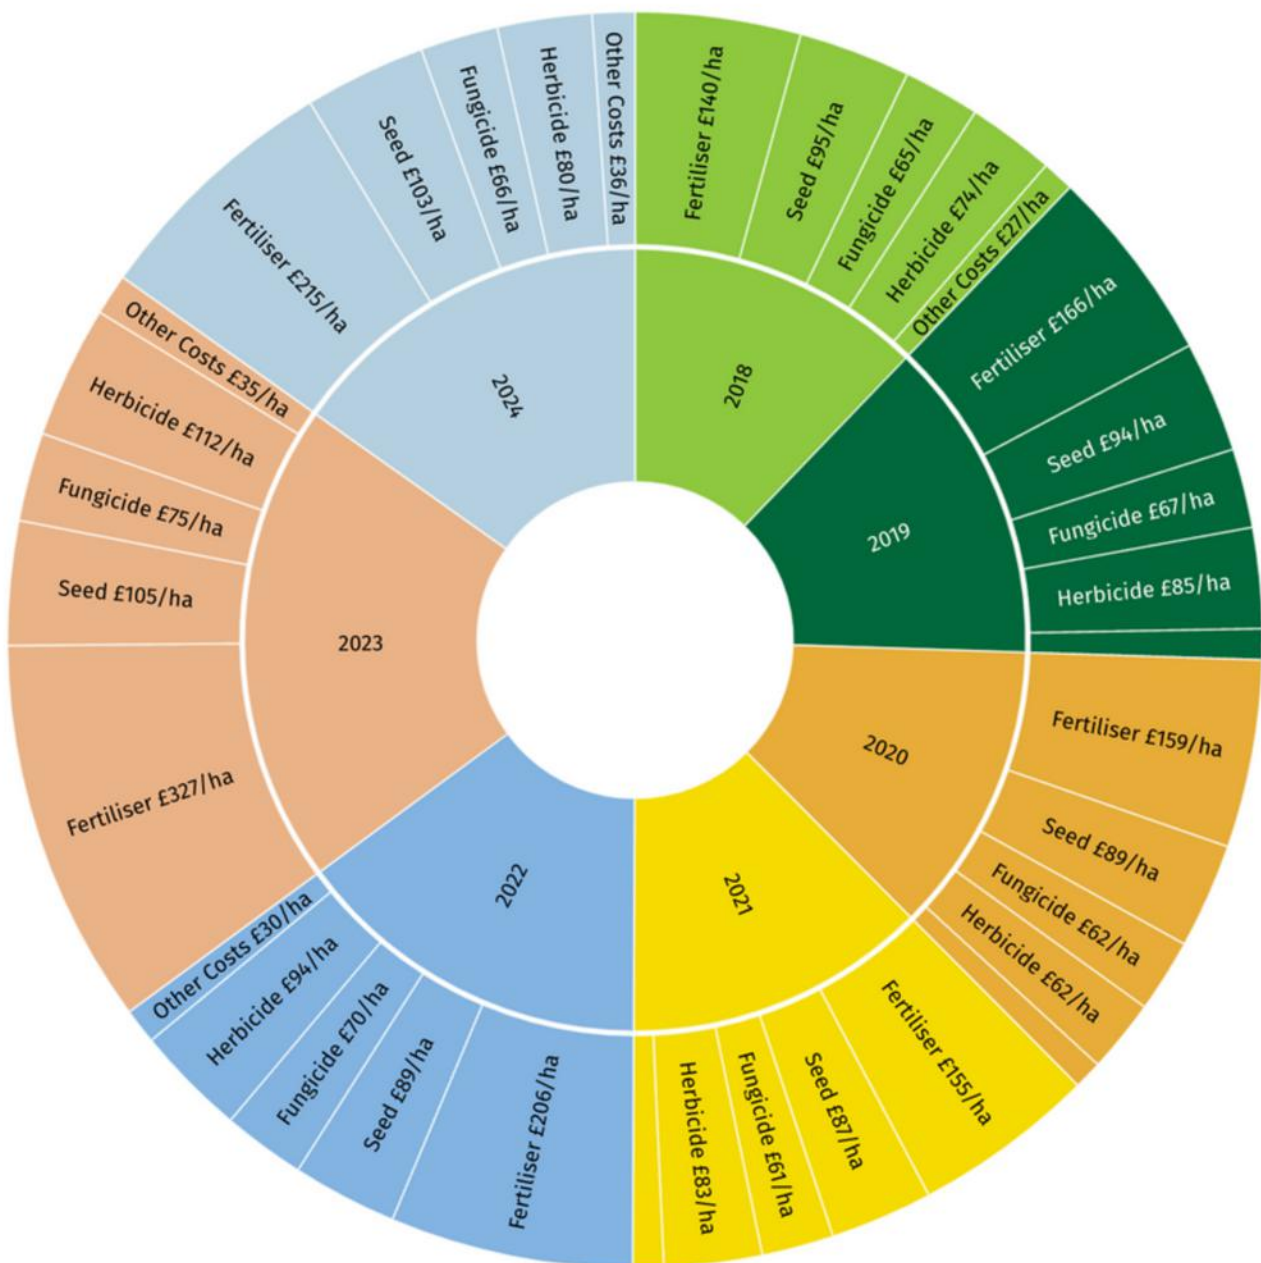 2018
Fertiliser £140/ha
Seed £95/ha
Fungicide £65/ha
Herbicide £74/ha
Other Costs £27/ha
2019
Fertiliser £166/ha
Seed £94/ha
Fungicide £67/ha
Herbicide £85/ha
2020
Fertiliser £159/ha
Seed £89/ha
Fungicide £62/ha
Herbicide £62/ha
2021
Fertiliser £155/ha
Seed £87/ha
Fungicide £61/ha
Herbicide £83/ha
2022
Fertiliser £206/ha
Seed £89/ha
Fungicide £70/ha
Herbicide £94/ha
Other Costs £30/ha
2023
Fertiliser £327/ha
Seed £105/ha
Fungicide £75/ha
Herbicide £112/ha
Other Costs £35/ha
2024
Fertiliser £215/ha
Seed £103/ha
Fungicide £66/ha
Herbicide £80/ha
Other Costs £36/ha